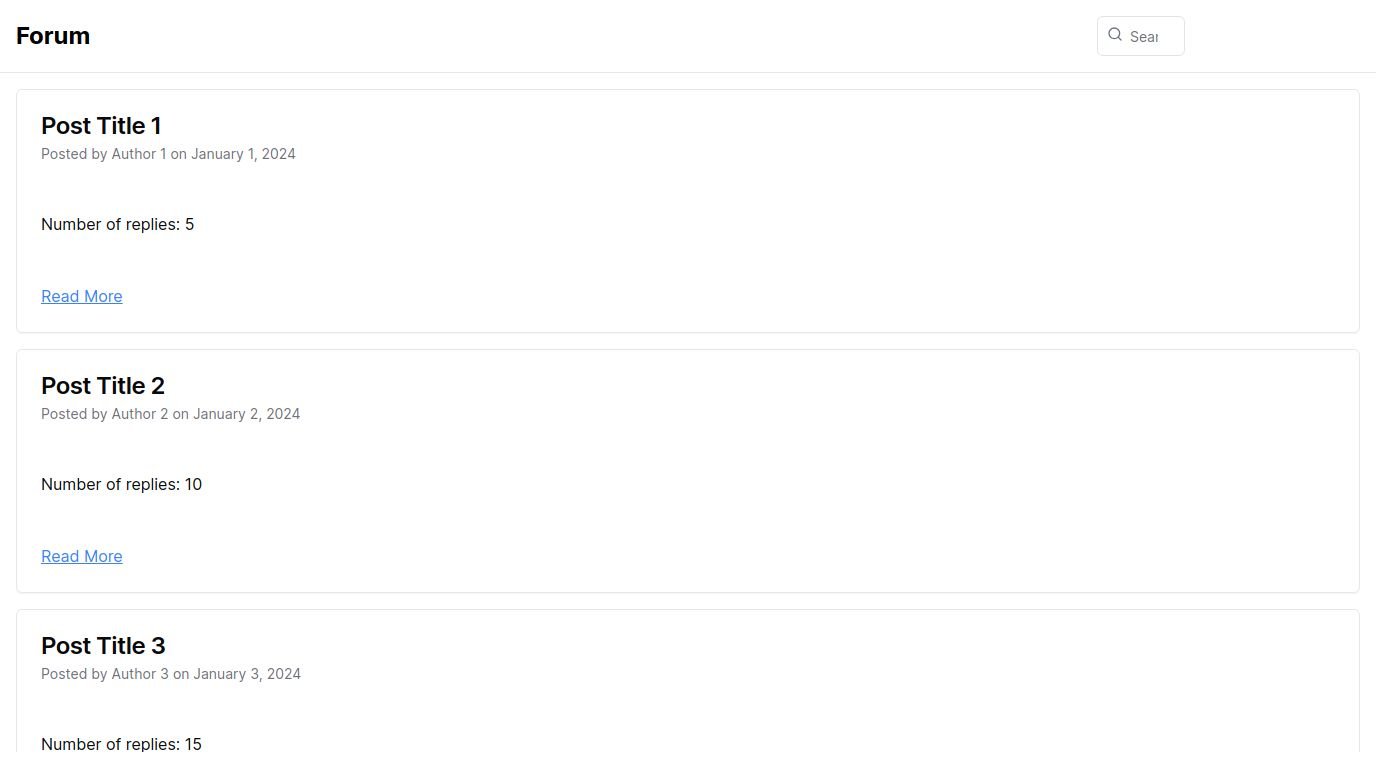 Forum
Sear
Post Title 1
Posted by Author 1 on January 1, 2024
Number of replies: 5
Read More
Post Title 2
Posted by Author 2 on January 2, 2024
Number of replies: 10
Read More
Post Title 3
Posted by Author 3 on January 3, 2024
Number of replies: 15